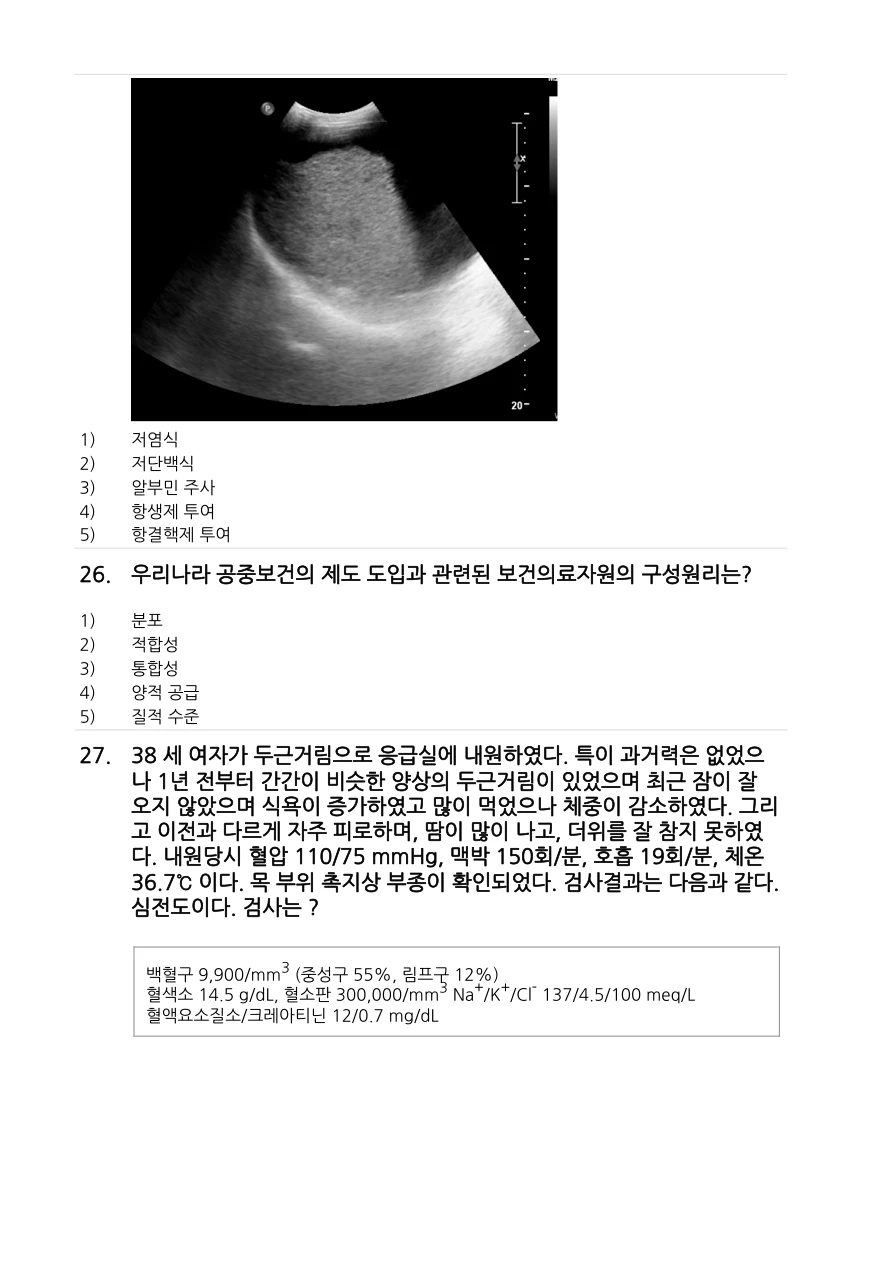 P
x
20
1) 저염식
2) 저단백식
3) 알부민 주사
4) 항생제 투여
5) 항결핵제 투여
26. 우리나라 공중보건의 제도 도입과 관련된 보건의료자원의 구성원리는?
1) 분포
2) 적합성
3) 통합성
4) 양적 공급
5) 질적 수준
27. 38 세 여자가 두근거림으로 응급실에 내원하였다. 특이 과거력은 없었으
나 1년 전부터 간간이 비슷한 양상의 두근거림이 있었으며 최근 잠이 잘
오지 않았으며 식욕이 증가하였고 많이 먹었으나 체중이 감소하였다. 그리
고 이전과 다르게 자주 피로하며, 땀이 많이 나고, 더위를 잘 참지 못하였
다. 내원당시 혈압 110/75 mmHg, 맥박 150회/분, 호흡 19회/분, 체온
36.7℃ 이다. 목 부위 촉지상 부종이 확인되었다. 검사결과는 다음과 같다.
심전도이다. 검사는 ?
백혈구 9,900/mm³ (중성구 55%, 림프구 12%)
혈색소 14.5 g/dL, 혈소판 300,000/mm³ Na⁺/K⁺/Cl⁻ 137/4.5/100 meq/L
혈액요소질소/크레아티닌 12/0.7 mg/dL